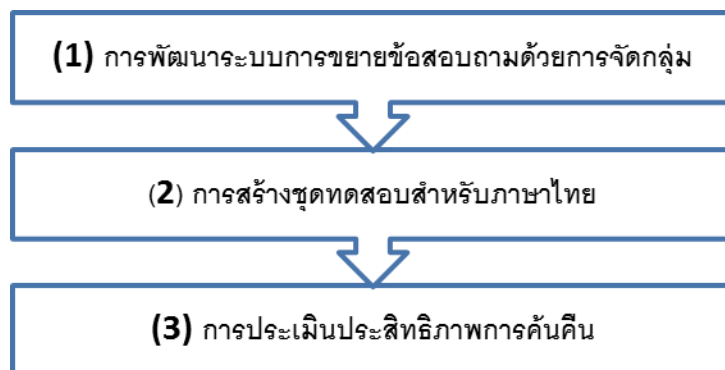 (1) การพัฒนาระบบการขยายข้อสอบถามด้วยการจัดกลุ่ม
(2) การสร้างชุดทดสอบสำหรับภาษาไทย
(3) การประเมินประสิทธิภาพการค้นคืน